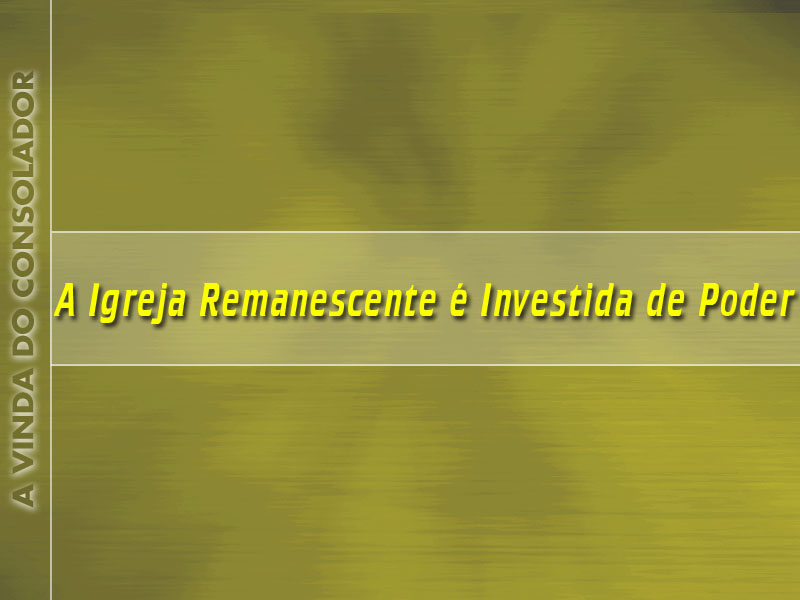 A VINDA DO CONSOLADOR
A Igreja Remanescente é Investida de Poder